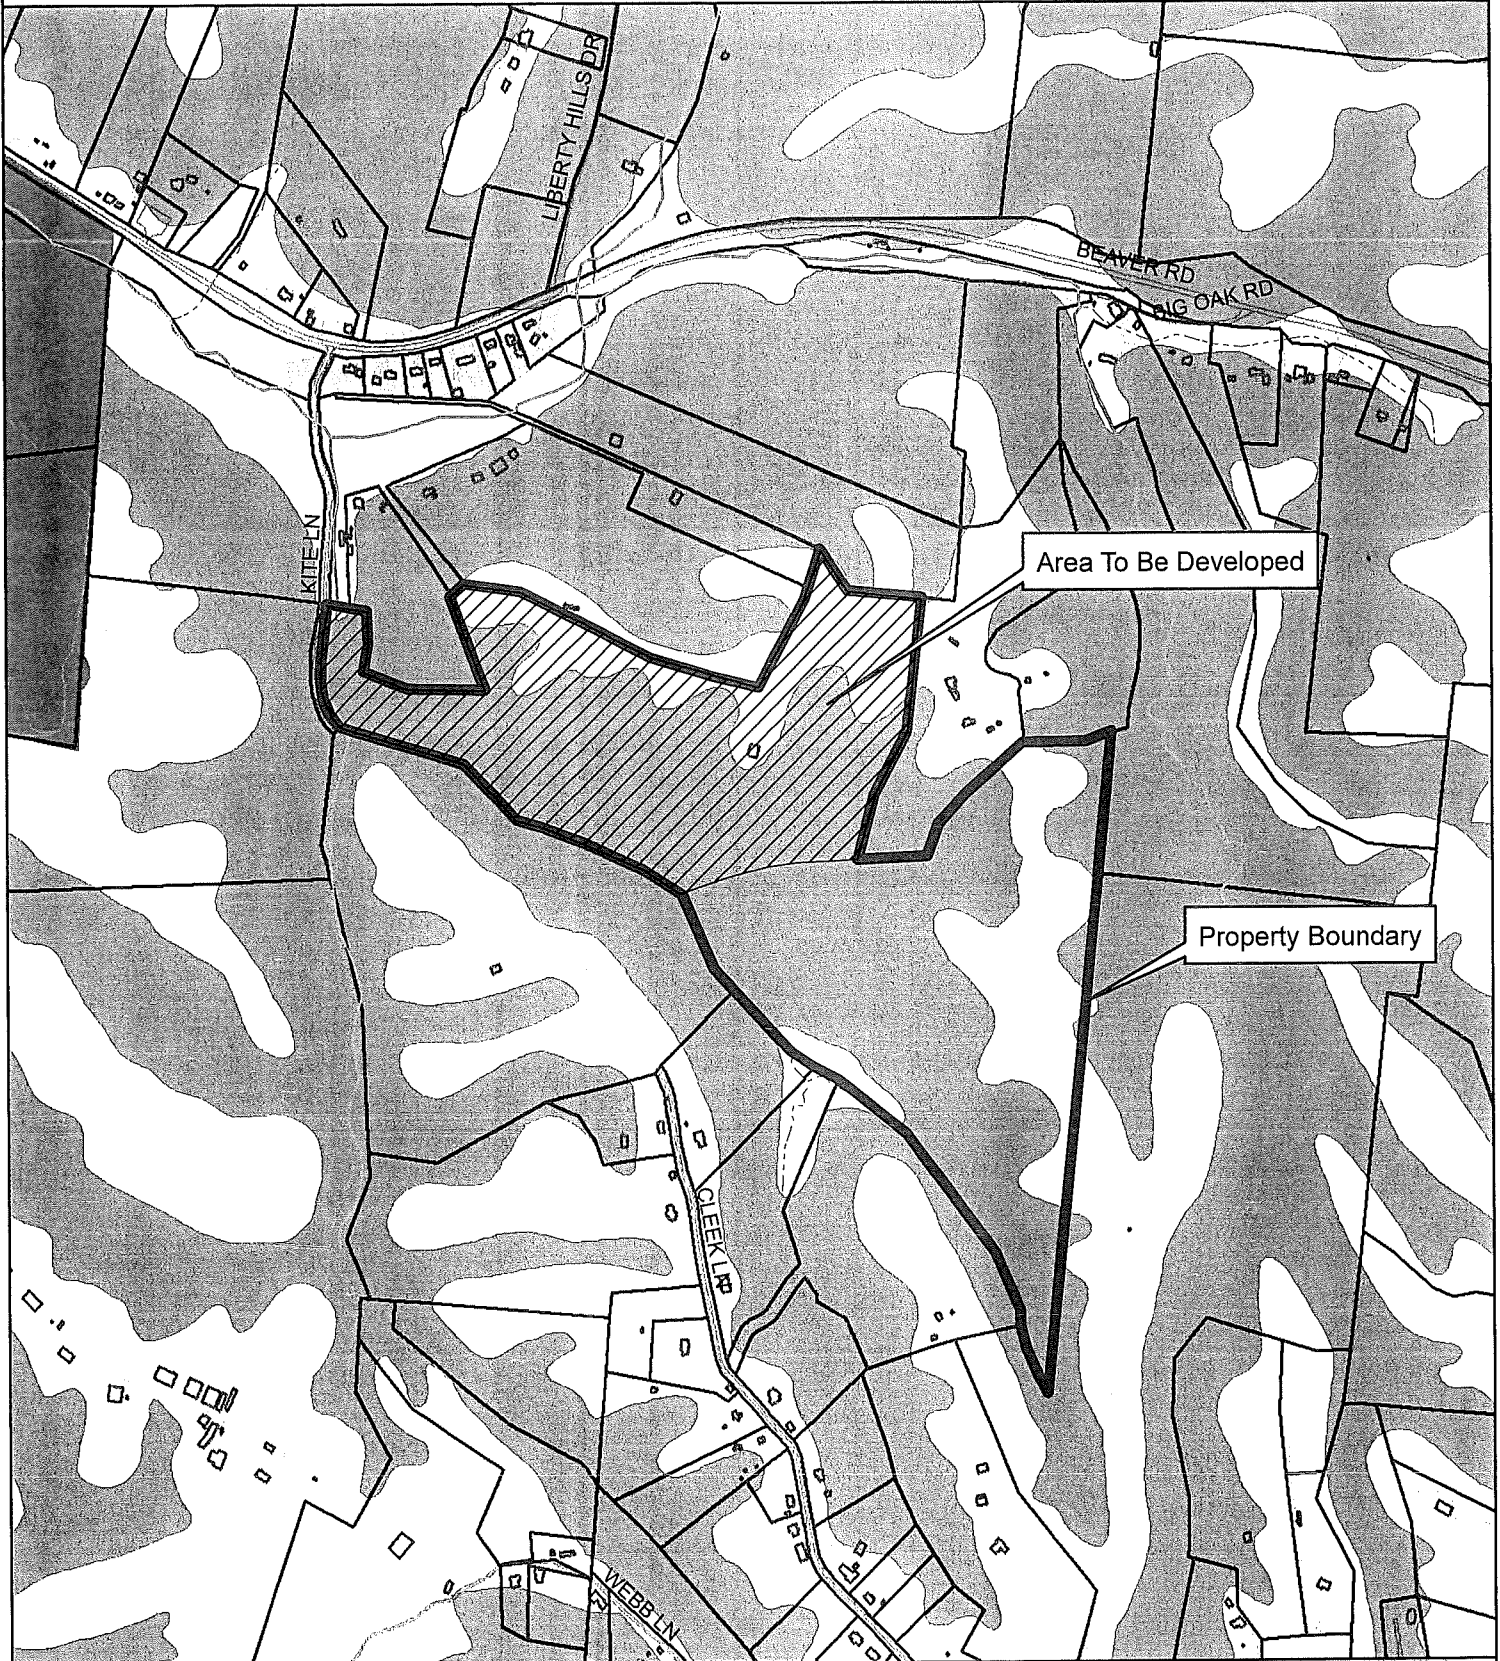 LIBERTY HILLS DR
BEAVER RD
BIG OAK RD
KITE LN
Area To Be Developed
Property Boundary
CLEEK LN
WEBB LN